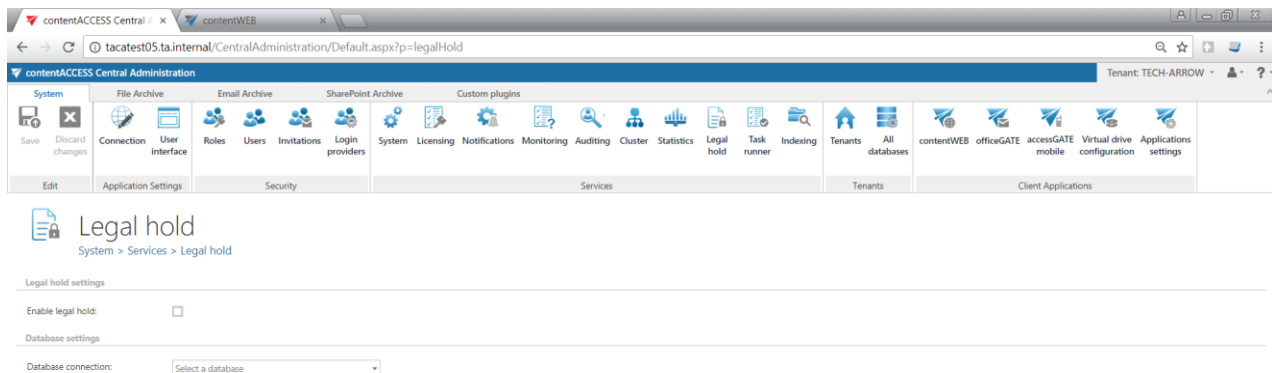 contentACCESS Central A
contentWEB
tacatest05.ta.internal/CentralAdministration/Default.aspx?p=legalHold
contentACCESS Central Administration
Tenant: TECH-ARROW
System File Archive Email Archive SharePoint Archive Custom plugins
Save
Discard changes
Connection
User interface
Roles
Users
Invitations
Login providers
System
Licensing
Notifications
Monitoring
Auditing
Cluster
Statistics
Legal hold
Task runner
Indexing
Tenants
All databases
contentWEB
officeGATE
accessGATE mobile
Virtual drive configuration
Applications settings
Edit Application Settings Security Services Tenants Client Applications
Legal hold
System > Services > Legal hold
Legal hold settings
Enable legal hold:
Database settings
Database connection: Select a database